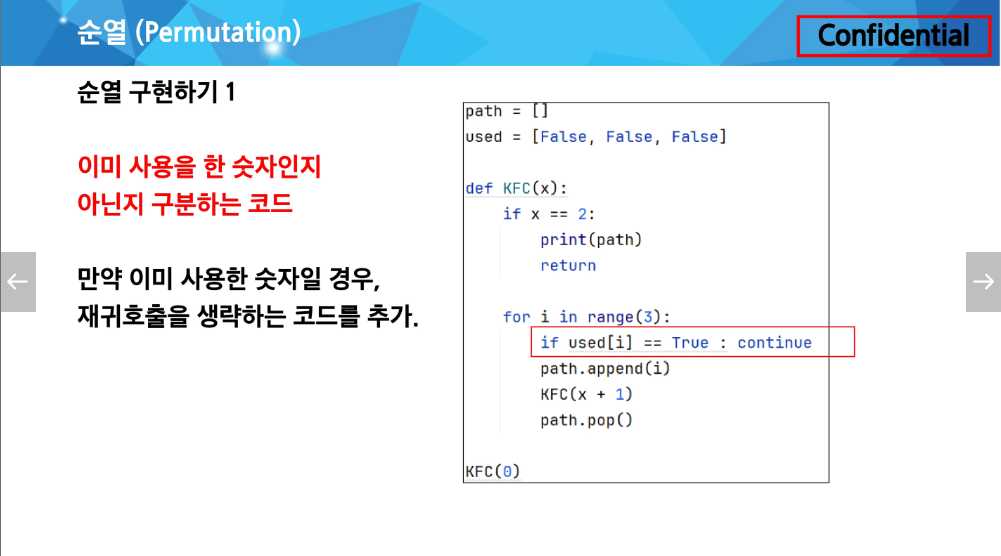 순열 (Permutation)
Confidential
순열 구현하기 1
이미 사용을 한 숫자인지
아닌지 구분하는 코드
만약 이미 사용한 숫자일 경우,
재귀호출을 생략하는 코드를 추가.
path = []
used = [False, False, False]
def KFC(x):
    if x == 2:
        print(path)
        return
    for i in range(3):
        if used[i] == True : continue
        path.append(i)
        KFC(x + 1)
        path.pop()
KFC(0)